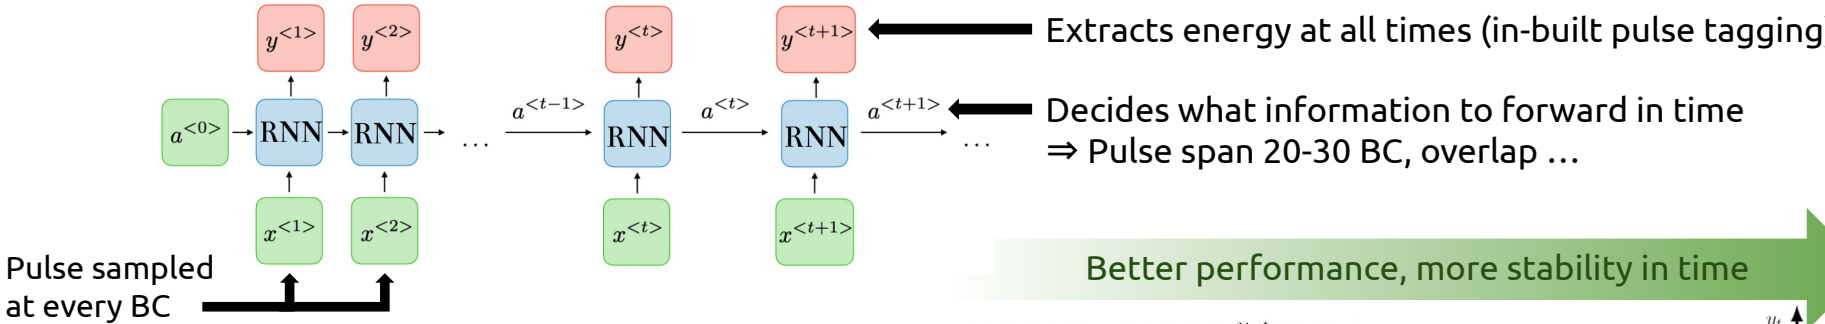 y<1> y<2> y<t> y<t+1> Extracts energy at all times (in-built pulse tagging)
a<0> RNN RNN ... a<t−1> RNN a<t> RNN a<t+1> ... Decides what information to forward in time
⇒ Pulse span 20-30 BC, overlap ...
x<1> x<2> x<t> x<t+1>
Pulse sampled
at every BC
Better performance, more stability in time
y_t